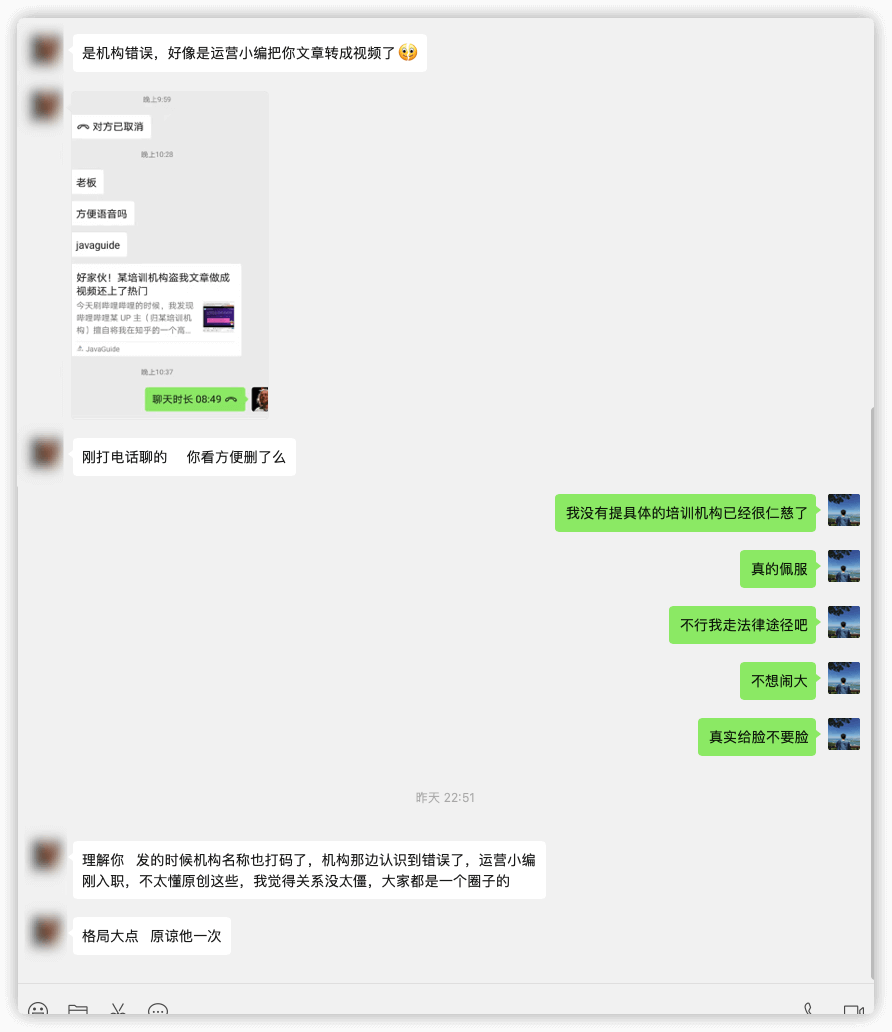 是机构错误，好像是运营小编把你文章转成视频了
晚上9:59
对方已取消
晚上10:28
老板
方便语音吗
javaguide
好家伙！某培训机构盗我文章做成
视频还上了热门
今天刷哔哩哔哩的时候，我发现
哔哩哔哩某 UP 主（归某培训机
构）擅自将我在知乎的一个高...
JavaGuide
晚上10:37
聊天时长 08:49
刚打电话聊的 你看方便删了么
我没有提具体的培训机构已经很仁慈了
真的佩服
不行我走法律途径吧
不想闹大
真实给脸不要脸
昨天 22:51
理解你 发的时候机构名称也打码了，机构那边认识到错误了，运营小编
刚入职，不太懂原创这些，我觉得关系没太僵，大家都是一个圈子的
格局大点 原谅他一次